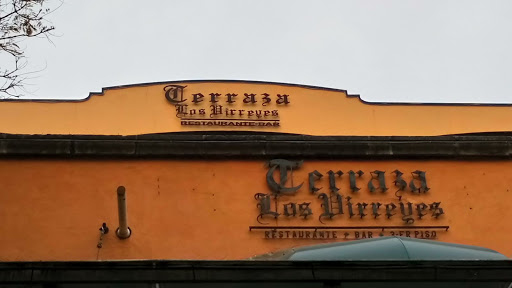 Terraza
Los Virreyes
RESTAURANTE-BAR
Terraza
Los Virreyes
RESTAURANTE Y BAR 3-ER PISO